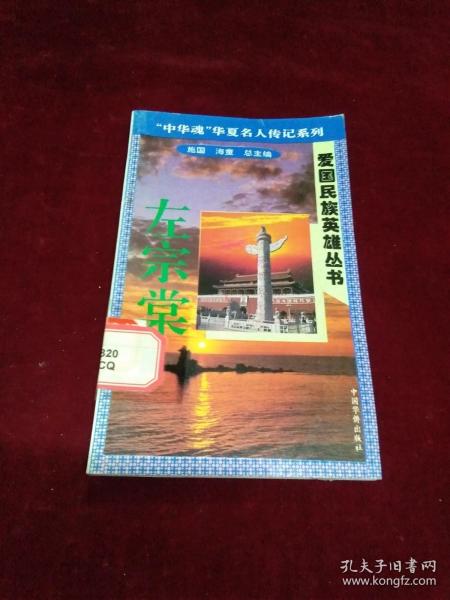 “中华魂”华夏名人传记系列
施国 海童 总主编
爱国民族英雄丛书
左宗棠
820
CQ
中国华侨出版社
孔夫子旧书网
www.kongfz.com